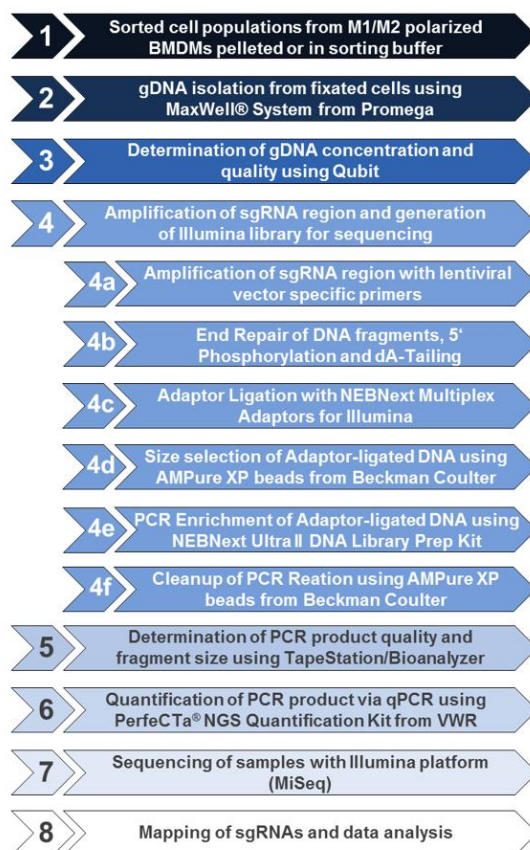 1
Sorted cell populations from M1/M2 polarized
BMDMs pelleted or in sorting buffer
2
gDNA isolation from fixated cells using
MaxWell® System from Promega
3
Determination of gDNA concentration and
quality using Qubit
4
Amplification of sgRNA region and generation
of Illumina library for sequencing
4a
Amplification of sgRNA region with lentiviral
vector specific primers
4b
End Repair of DNA fragments, 5‘
Phosphorylation and dA-Tailing
4c
Adaptor Ligation with NEBNext Multiplex
Adaptors for Illumina
4d
Size selection of Adaptor-ligated DNA using
AMPure XP beads from Beckman Coulter
4e
PCR Enrichment of Adaptor-ligated DNA using
NEBNext Ultra II DNA Library Prep Kit
4f
Cleanup of PCR Reation using AMPure XP
beads from Beckman Coulter
5
Determination of PCR product quality and
fragment size using TapeStation/Bioanalyzer
6
Quantification of PCR product via qPCR using
PerfeCTa® NGS Quantification Kit from VWR
7
Sequencing of samples with Illumina platform
(MiSeq)
8
Mapping of sgRNAs and data analysis